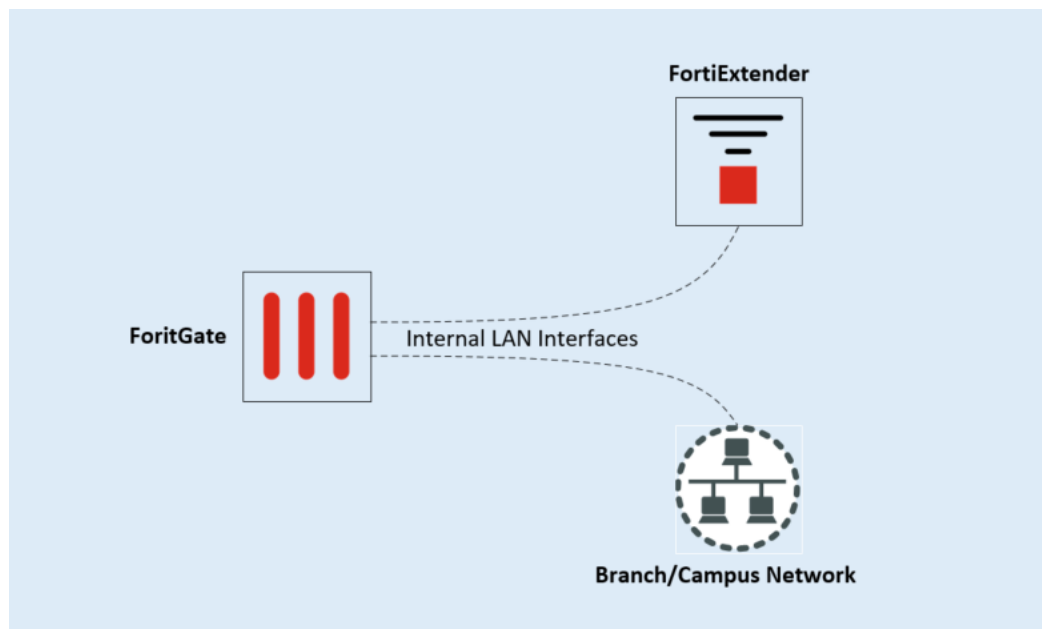 FortiExtender
ForitGate
Internal LAN Interfaces
Branch/Campus Network